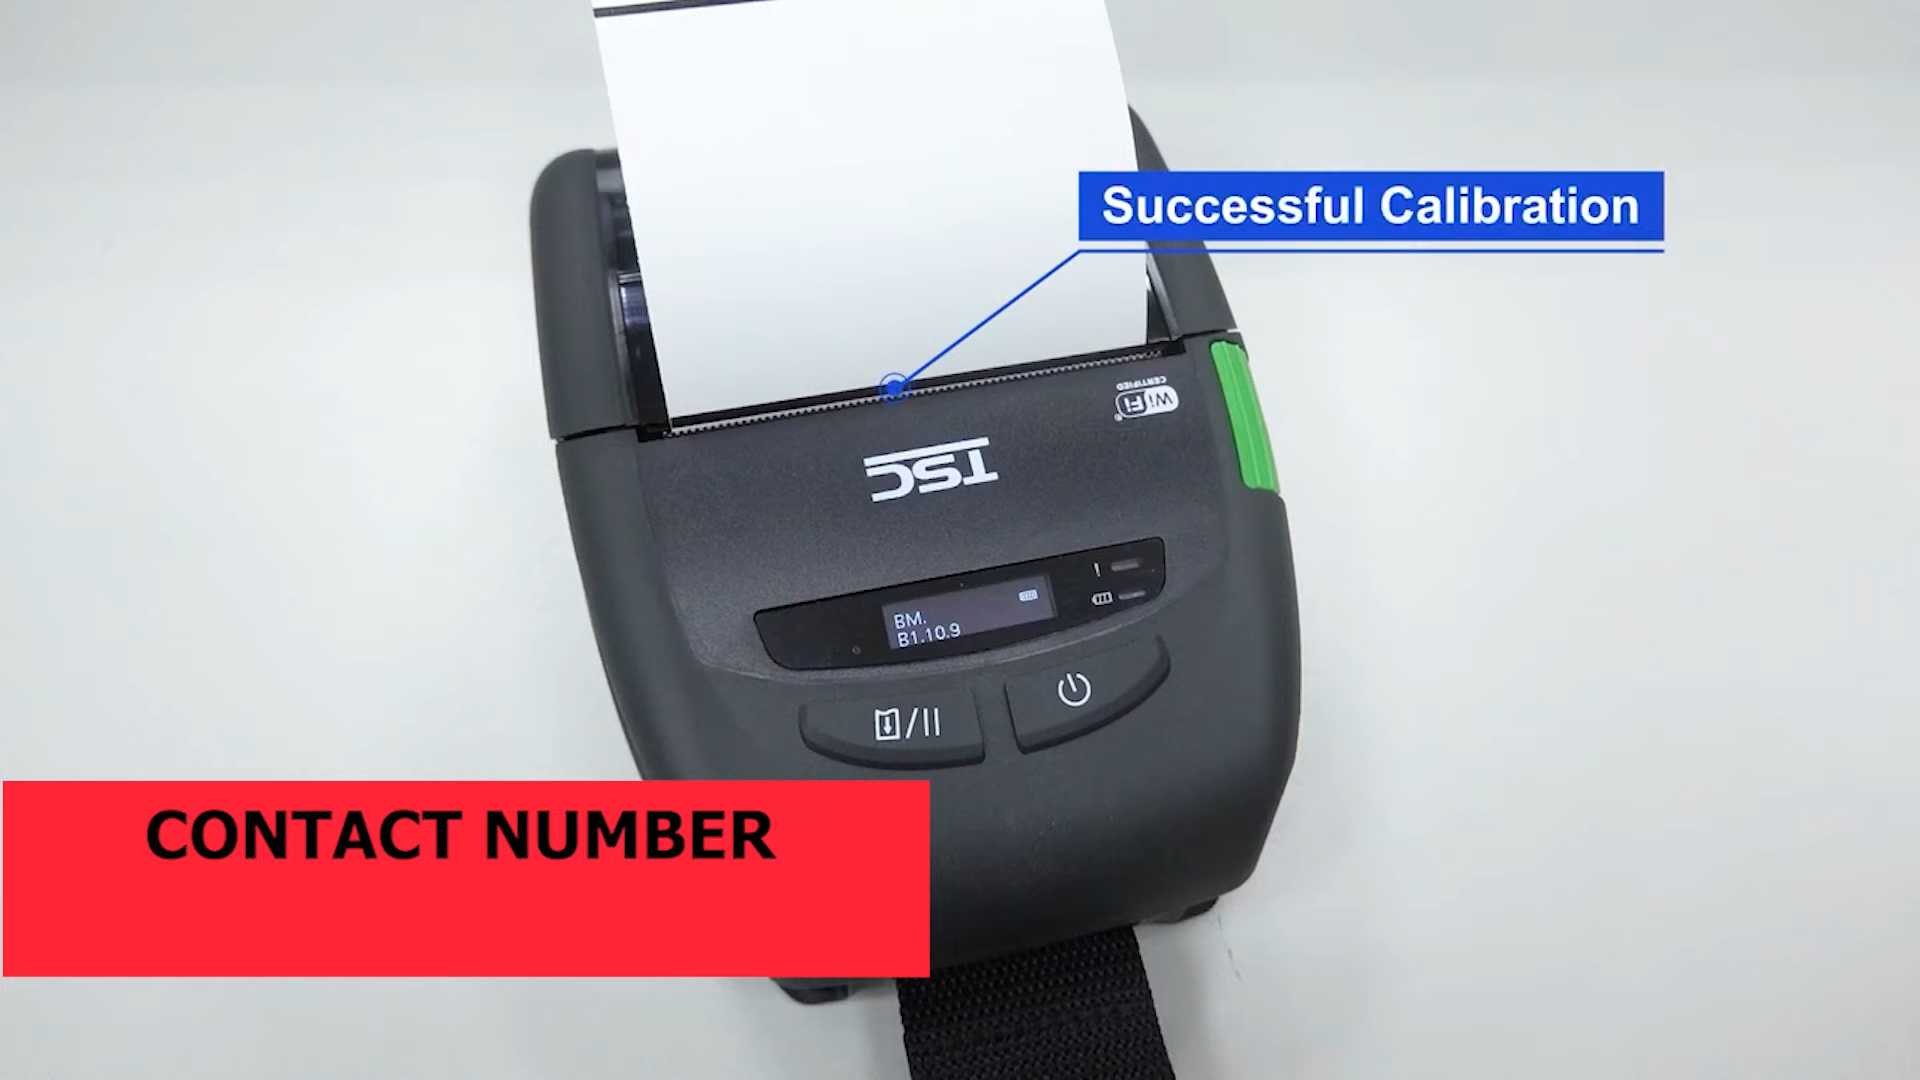 Successful Calibration
WiFi
CERTIFIED
TSC
BM.
B1.10.9
CONTACT NUMBER